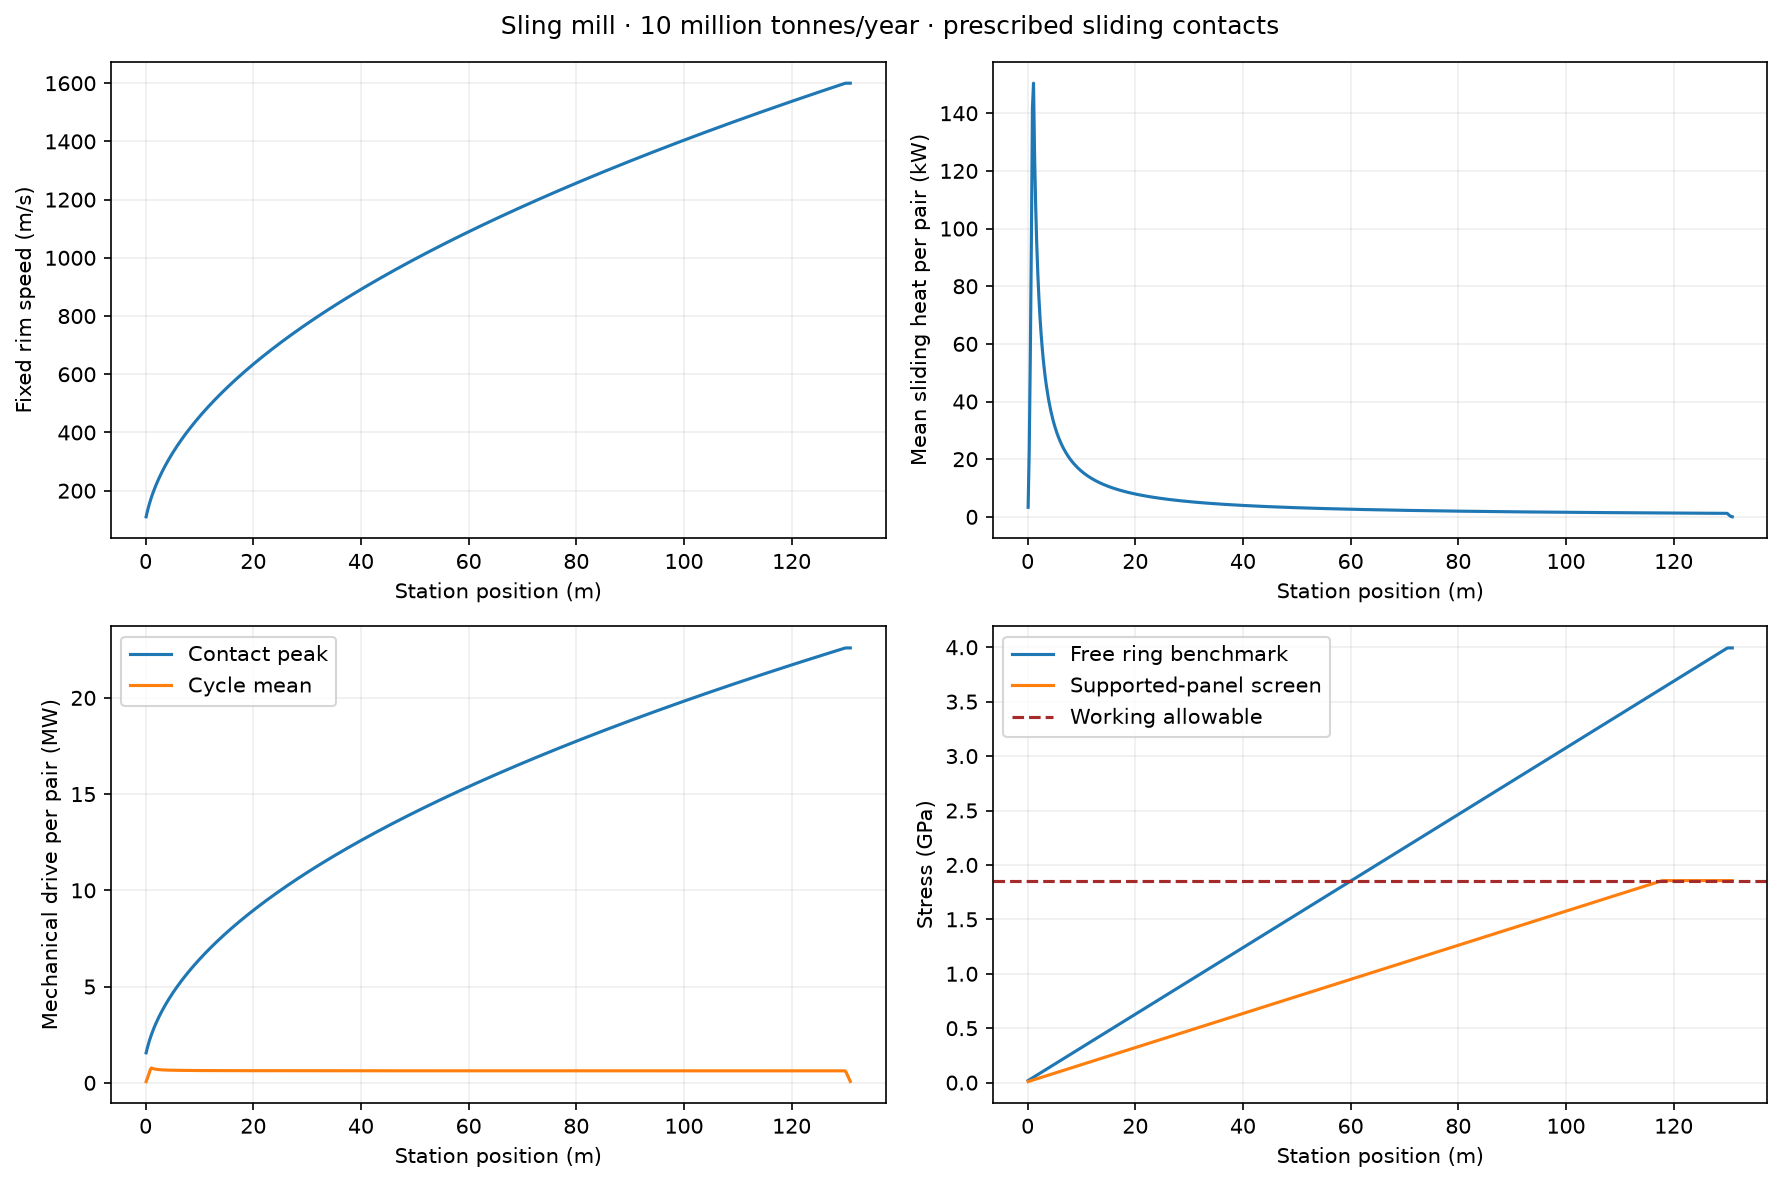 Sling mill · 10 million tonnes/year · prescribed sliding contacts
Fixed rim speed (m/s)
1600
1400
1200
1000
800
600
400
200
0 20 40 60 80 100 120
Station position (m)
Mean sliding heat per pair (kW)
140
120
100
80
60
40
20
0
0 20 40 60 80 100 120
Station position (m)
Mechanical drive per pair (MW)
Contact peak
Cycle mean
20
15
10
5
0
0 20 40 60 80 100 120
Station position (m)
Stress (GPa)
Free ring benchmark
Supported-panel screen
Working allowable
4.0
3.5
3.0
2.5
2.0
1.5
1.0
0.5
0.0
0 20 40 60 80 100 120
Station position (m)